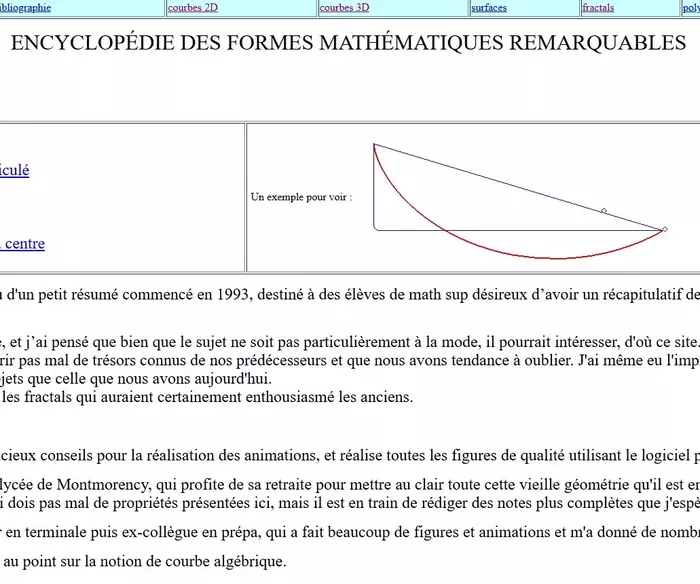 bliographie courbes 2D courbes 3D surfaces fractals poly
ENCYCLOPÉDIE DES FORMES MATHÉMATIQUES REMARQUABLES
iculé
Un exemple pour voir :
centre
d'un petit résumé commencé en 1993, destiné à des élèves de math sup désireux d’avoir un récapitulatif de
, et j’ai pensé que bien que le sujet ne soit pas particulièrement à la mode, il pourrait intéresser, d'où ce site.
rir pas mal de trésors connus de nos prédécesseurs et que nous avons tendance à oublier. J'ai même eu l'imp
jets que celle que nous avons aujourd'hui.
les fractals qui auraient certainement enthousiasmé les anciens.
cieux conseils pour la réalisation des animations, et réalise toutes les figures de qualité utilisant le logiciel p
lycée de Montmorency, qui profite de sa retraite pour mettre au clair toute cette vieille géométrie qu'il est en
i dois pas mal de propriétés présentées ici, mais il est en train de rédiger des notes plus complètes que j'espè
r en terminale puis ex-collègue en prépa, qui a fait beaucoup de figures et animations et m'a donné de nomb
au point sur la notion de courbe algébrique.